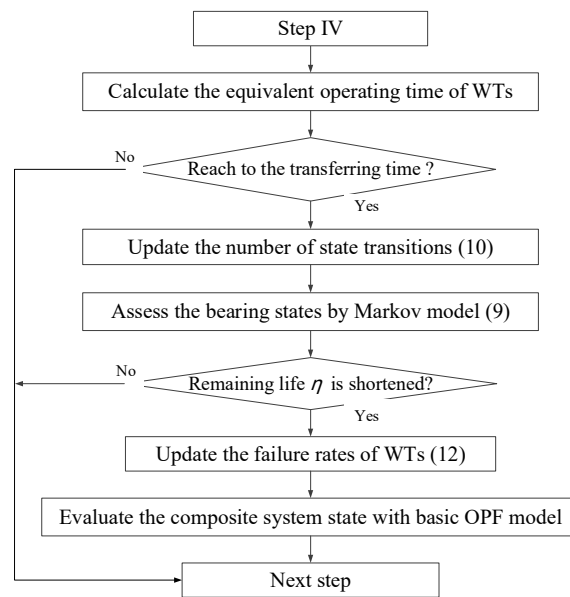 Step IV
Calculate the equivalent operating time of WTs
No
Reach to the transferring time ?
Yes
Update the number of state transitions (10)
Assess the bearing states by Markov model (9)
No
Remaining life η is shortened?
Yes
Update the failure rates of WTs (12)
Evaluate the composite system state with basic OPF model
Next step